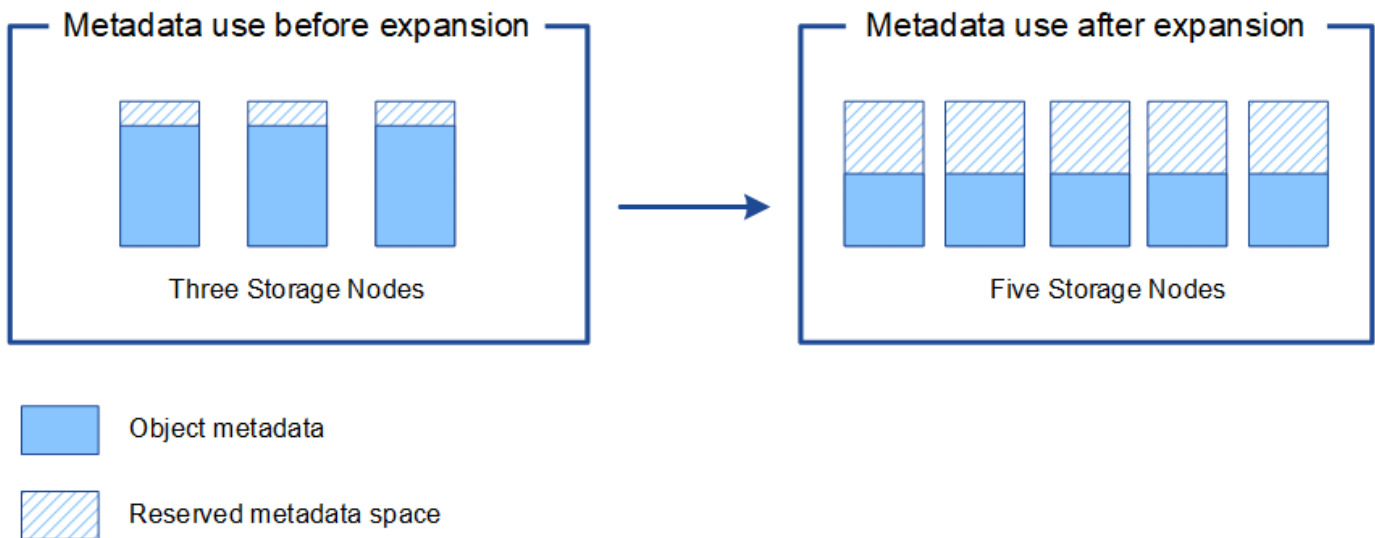 Metadata use before expansion
Metadata use after expansion
Three Storage Nodes
Five Storage Nodes
Object metadata
Reserved metadata space